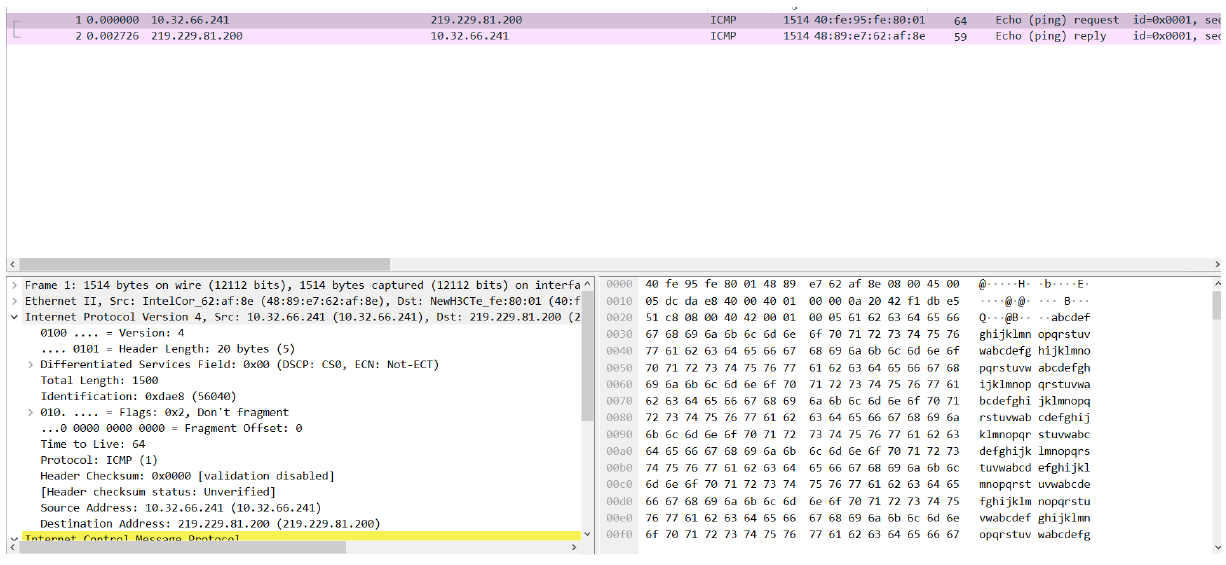 1 0.000000 10.32.66.241 219.229.81.200 ICMP 1514 40:fe:95:fe:80:01 64 Echo (ping) request id=0x0001,
2 0.002726 219.229.81.200 10.32.66.241 ICMP 1514 48:89:e7:62:af:8e 59 Echo (ping) reply id=0x0001,
Frame 1: 1514 bytes on wire (12112 bits), 1514 bytes captured (12112 bits) on interfa
Ethernet II, Src: IntelCor_62:af:8e (48:89:e7:62:af:8e), Dst: NewH3CTe_fe:80:01 (40:f
Internet Protocol Version 4, Src: 10.32.66.241 (10.32.66.241), Dst: 219.229.81.200 (2
0100 .... = Version: 4
.... 0101 = Header Length: 20 bytes (5)
Differentiated Services Field: 0x00 (DSCP: CS0, ECN: Not-ECT)
Total Length: 1500
Identification: 0xdae8 (56040)
010. .... = Flags: 0x2, Don't fragment
...0 0000 0000 0000 = Fragment Offset: 0
Time to Live: 64
Protocol: ICMP (1)
Header Checksum: 0x0000 [validation disabled]
[Header checksum status: Unverified]
Source Address: 10.32.66.241 (10.32.66.241)
Destination Address: 219.229.81.200 (219.229.81.200)
Internet Control Message Protocol
0000 40 fe 95 fe 80 01 48 89 e7 62 af 8e 08 00 45 00 @·····H· ·b····E·
0010 05 dc da e8 40 00 40 01 00 00 0a 20 42 f1 db e5 ····@·@· ··· B···
0020 51 c8 08 00 40 42 00 01 00 05 61 62 63 64 65 66 Q···@B·· ··abcdef
0030 67 68 69 6a 6b 6c 6d 6e 6f 70 71 72 73 74 75 76 ghijklmn opqrstuv
0040 77 61 62 63 64 65 66 67 68 69 6a 6b 6c 6d 6e 6f wabcdefg hijklmno
0050 70 71 72 73 74 75 76 77 61 62 63 64 65 66 67 68 pqrstuvw abcdefgh
0060 69 6a 6b 6c 6d 6e 6f 70 71 72 73 74 75 76 77 61 ijklmnop qrstuvwa
0070 62 63 64 65 66 67 68 69 6a 6b 6c 6d 6e 6f 70 71 bcdefghi jklmnopq
0080 72 73 74 75 76 77 61 62 63 64 65 66 67 68 69 6a rstuvwab cdefghij
0090 6b 6c 6d 6e 6f 70 71 72 73 74 75 76 77 61 62 63 klmnopqr stuvwabc
00a0 64 65 66 67 68 69 6a 6b 6c 6d 6e 6f 70 71 72 73 defghijk lmnopqrs
00b0 74 75 76 77 61 62 63 64 65 66 67 68 69 6a 6b 6c tuvwabcd efghijkl
00c0 6d 6e 6f 70 71 72 73 74 75 76 77 61 62 63 64 65 mnopqrst uvwabcde
00d0 66 67 68 69 6a 6b 6c 6d 6e 6f 70 71 72 73 74 75 fghijklm nopqrstu
00e0 76 77 61 62 63 64 65 66 67 68 69 6a 6b 6c 6d 6e vwabcdef ghijklmn
00f0 6f 70 71 72 73 74 75 76 77 61 62 63 64 65 66 67 opqrstuv wabcdefg